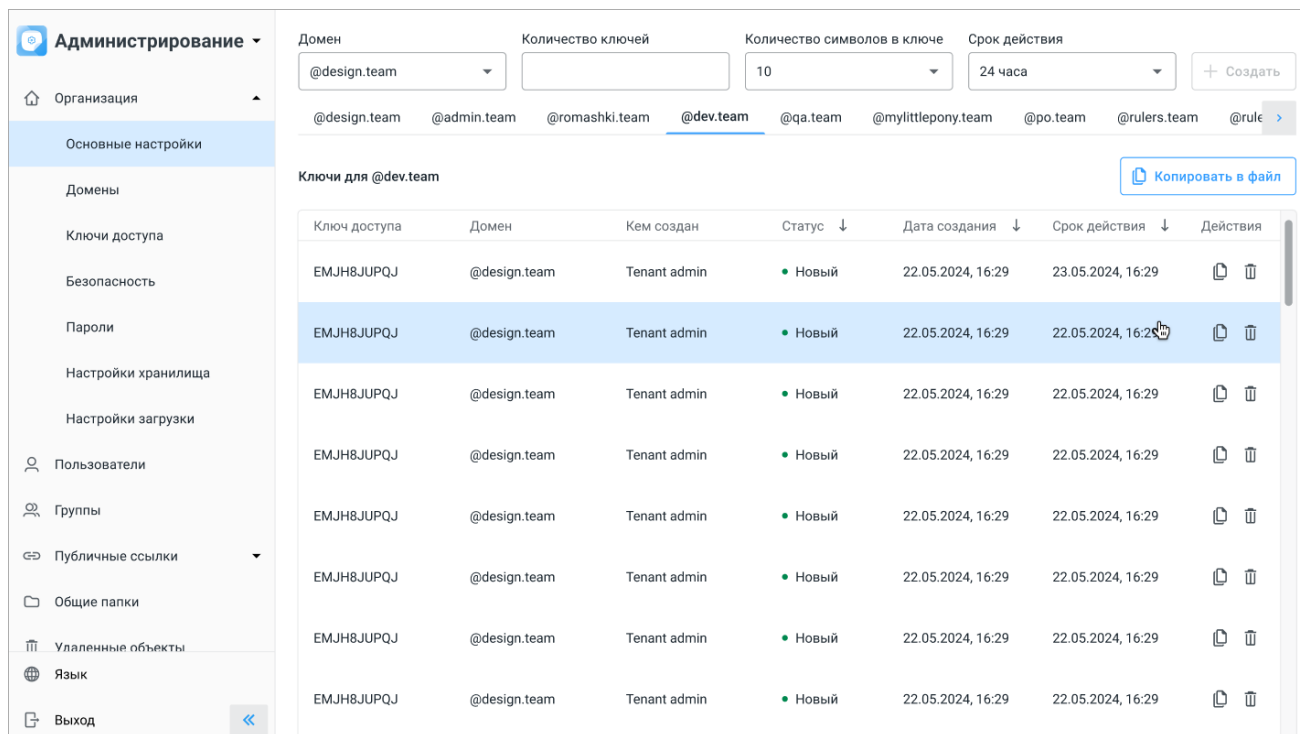 Администрирование
Организация
Основные настройки
Домены
Ключи доступа
Безопасность
Пароли
Настройки хранилища
Настройки загрузки
Пользователи
Группы
Публичные ссылки
Общие папки
Удаленные объекты
Язык
Выход
Домен Количество ключей Количество символов в ключе Срок действия
@design.team 10 24 часа + Создать
@design.team @admin.team @romashki.team @dev.team @qa.team @mylittlepony.team @po.team @rulers.team @rule
Ключи для @dev.team Копировать в файл
Ключ доступа Домен Кем создан Статус ↓ Дата создания ↓ Срок действия ↓ Действия
EMJH8JUPQJ @design.team Tenant admin • Новый 22.05.2024, 16:29 23.05.2024, 16:29
EMJH8JUPQJ @design.team Tenant admin • Новый 22.05.2024, 16:29 22.05.2024, 16:29
EMJH8JUPQJ @design.team Tenant admin • Новый 22.05.2024, 16:29 22.05.2024, 16:29
EMJH8JUPQJ @design.team Tenant admin • Новый 22.05.2024, 16:29 22.05.2024, 16:29
EMJH8JUPQJ @design.team Tenant admin • Новый 22.05.2024, 16:29 22.05.2024, 16:29
EMJH8JUPQJ @design.team Tenant admin • Новый 22.05.2024, 16:29 22.05.2024, 16:29
EMJH8JUPQJ @design.team Tenant admin • Новый 22.05.2024, 16:29 22.05.2024, 16:29
EMJH8JUPQJ @design.team Tenant admin • Новый 22.05.2024, 16:29 22.05.2024, 16:29